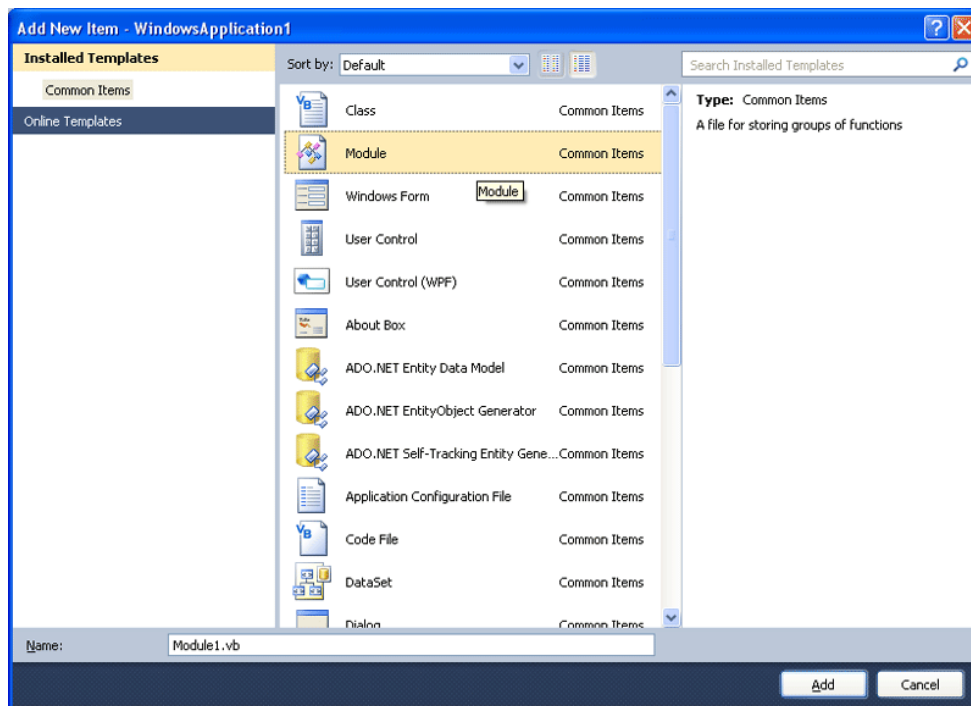 Add New Item - WindowsApplication1
Installed Templates
Common Items
Online Templates
Sort by: Default
Search Installed Templates
Class Common Items
Module Common Items
Module
Windows Form Common Items
User Control Common Items
User Control (WPF) Common Items
About Box Common Items
ADO.NET Entity Data Model Common Items
ADO.NET EntityObject Generator Common Items
ADO.NET Self-Tracking Entity Gene...Common Items
Application Configuration File Common Items
Code File Common Items
DataSet Common Items
Dialog Common Items
Type: Common Items
A file for storing groups of functions
Name: Module1.vb
Add Cancel